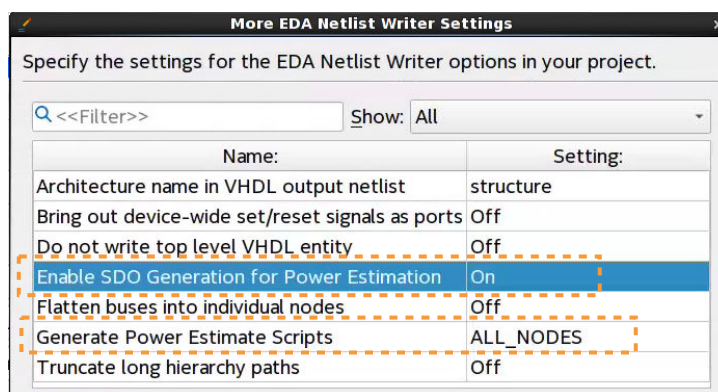 More EDA Netlist Writer Settings
Specify the settings for the EDA Netlist Writer options in your project.
<<Filter>> Show: All
Name: Setting:
Architecture name in VHDL output netlist structure
Bring out device-wide set/reset signals as ports Off
Do not write top level VHDL entity Off
Enable SDO Generation for Power Estimation On
Flatten buses into individual nodes Off
Generate Power Estimate Scripts ALL_NODES
Truncate long hierarchy paths Off